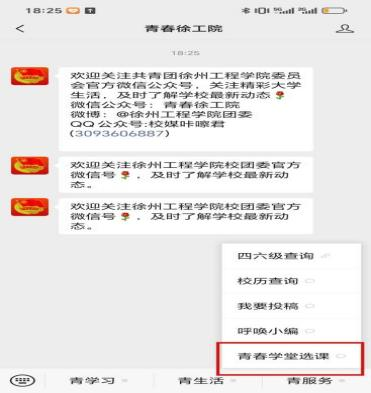 18:25
青春徐工院
18:25
欢迎关注共青团徐州工程学院委员
会官方微信公众号，关注精彩大学
生活，及时了解学校最新动态🌹
微信公众号：青春徐工院
微博：@徐州工程学院团委
QQ公众号:校媒咔嚓君
(3093606887)
欢迎关注徐州工程学院校团委官方
微信号🌹，及时了解学校最新动
态。
欢迎关注徐州工程学院校团委官方
微信号🌹，及时了解学校最新动
态。
四六级查询
校历查询
我要投稿
呼唤小编
青春学堂选课
青学习
青生活
青服务